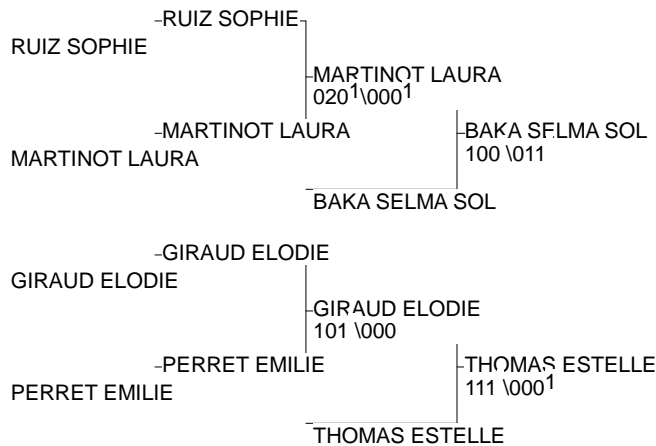 RUIZ SOPHIE
RUIZ SOPHIE
MARTINOT LAURA
020¹\000¹
MARTINOT LAURA
BAKA SELMA SOL
100 \011
MARTINOT LAURA
BAKA SELMA SOL
GIRAUD ELODIE
GIRAUD ELODIE
GIRAUD ELODIE
101 \000
PERRET EMILIE
THOMAS ESTELLE
111 \000¹
PERRET EMILIE
THOMAS ESTELLE